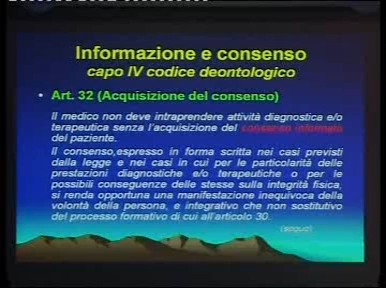 Informazione e consenso
capo IV codice deontologico
• Art. 32 (Acquisizione del consenso)
Il medico non deve intraprendere attività diagnostica e/o
terapeutica senza l'acquisizione del consenso informato
del paziente.
Il consenso,espresso in forma scritta nei casi previsti
dalla legge e nei casi in cui per le particolarità delle
prestazioni diagnostiche e/o terapeutiche o per le
possibili conseguenze delle stesse sulla integrità fisica,
si renda opportuna una manifestazione inequivoca della
volontà della persona, e integrativo che non sostitutivo
del processo formativo di cui all'articolo 30.
(segue)